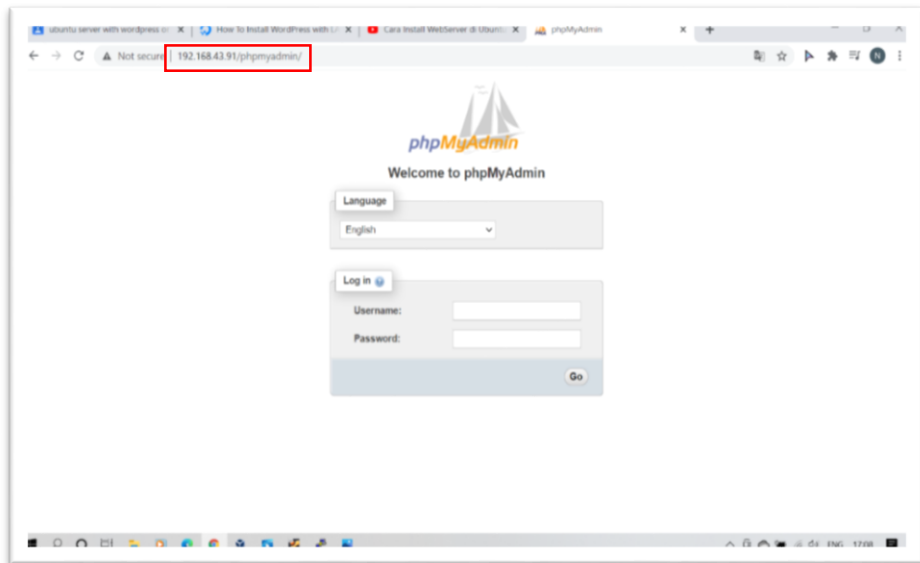 ubuntu server with wordpress o
How To Install WordPress with L
Cara Install WebServer di Ubuntu
phpMyAdmin
Not secure
192.168.43.91/phpmyadmin/
N
phpMyAdmin
Welcome to phpMyAdmin
Language
English
Log in
Username:
Password:
Go
ENG 17:08